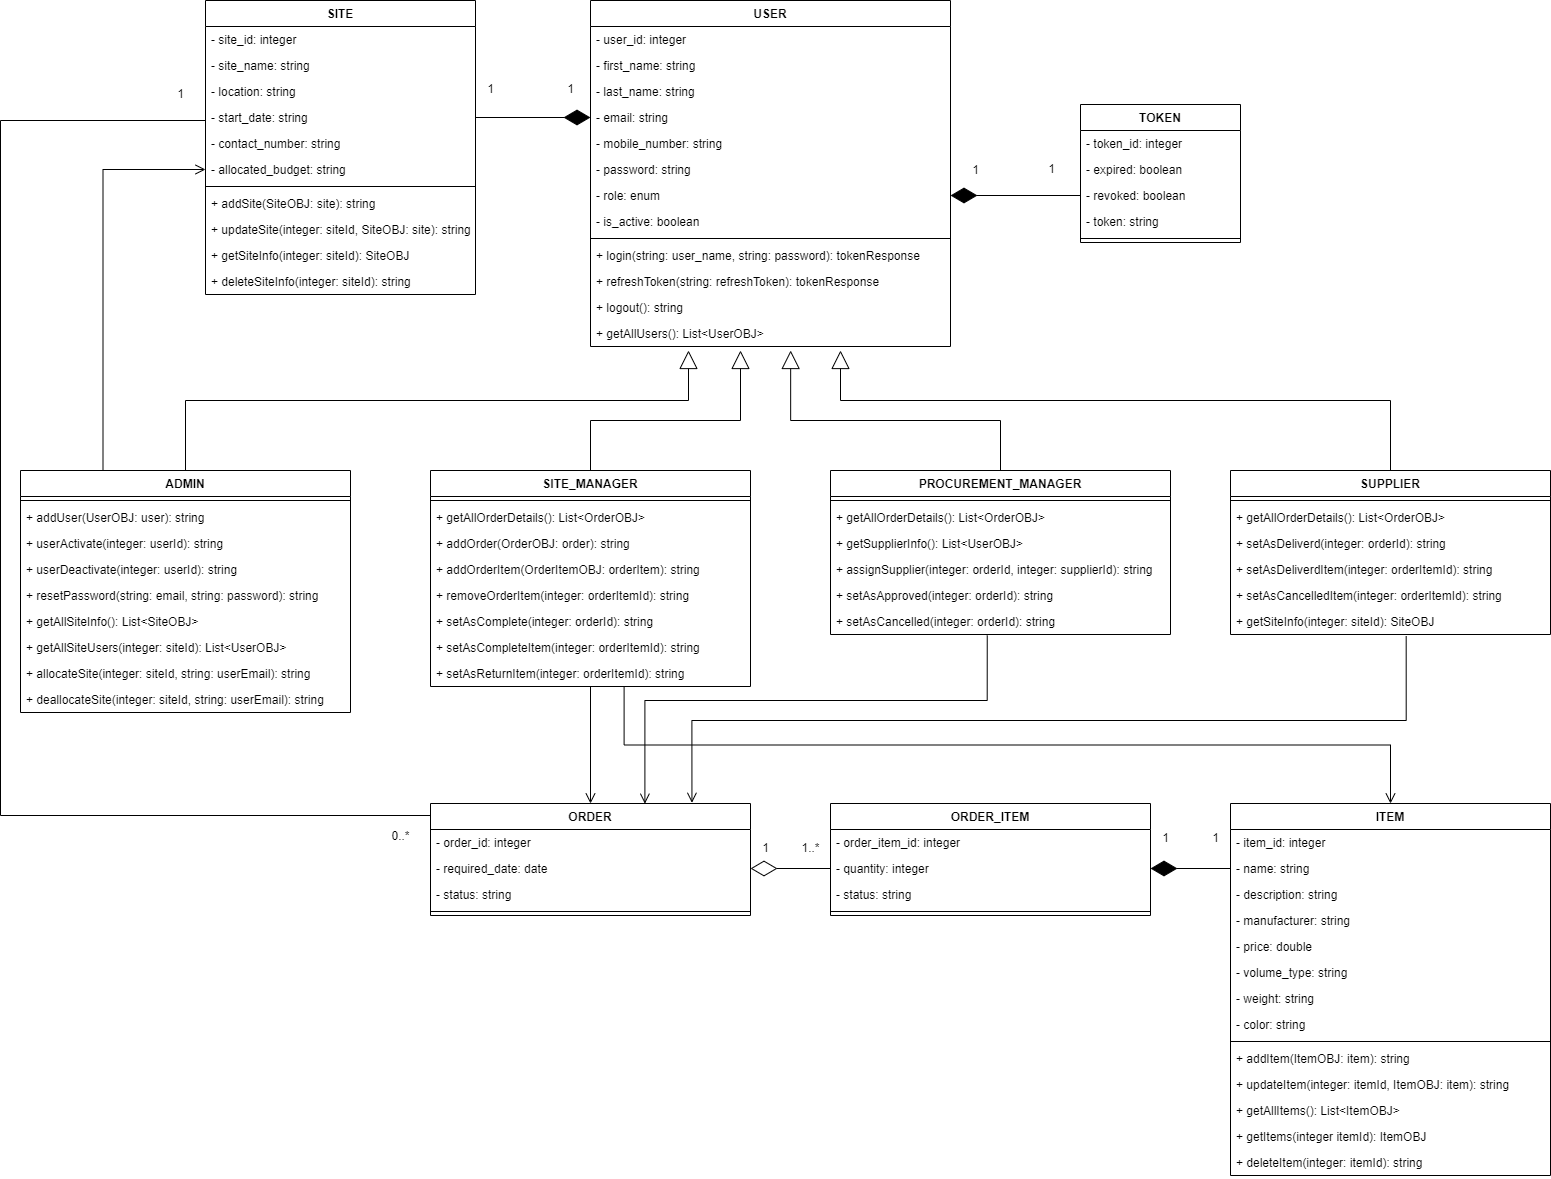 SITE
- site_id: integer
- site_name: string
- location: string
- start_date: string
- contact_number: string
- allocated_budget: string
+ addSite(SiteOBJ: site): string
+ updateSite(integer: siteId, SiteOBJ: site): string
+ getSiteInfo(integer: siteId): SiteOBJ
+ deleteSiteInfo(integer: siteId): string
1
1
1
USER
- user_id: integer
- first_name: string
- last_name: string
- email: string
- mobile_number: string
- password: string
- role: enum
- is_active: boolean
+ login(string: user_name, string: password): tokenResponse
+ refreshToken(string: refreshToken): tokenResponse
+ logout(): string
+ getAllUsers(): List<UserOBJ>
1
1
TOKEN
- token_id: integer
- expired: boolean
- revoked: boolean
- token: string
ADMIN
+ addUser(UserOBJ: user): string
+ userActivate(integer: userId): string
+ userDeactivate(integer: userId): string
+ resetPassword(string: email, string: password): string
+ getAllSiteInfo(): List<SiteOBJ>
+ getAllSiteUsers(integer: siteId): List<UserOBJ>
+ allocateSite(integer: siteId, string: userEmail): string
+ deallocateSite(integer: siteId, string: userEmail): string
SITE_MANAGER
+ getAllOrderDetails(): List<OrderOBJ>
+ addOrder(OrderOBJ: order): string
+ addOrderItem(OrderItemOBJ: orderItem): string
+ removeOrderItem(integer: orderItemId): string
+ setAsComplete(integer: orderId): string
+ setAsCompleteItem(integer: orderItemId): string
+ setAsReturnItem(integer: orderItemId): string
PROCUREMENT_MANAGER
+ getAllOrderDetails(): List<OrderOBJ>
+ getSupplierInfo(): List<UserOBJ>
+ assignSupplier(integer: orderId, integer: supplierId): string
+ setAsApproved(integer: orderId): string
+ setAsCancelled(integer: orderId): string
SUPPLIER
+ getAllOrderDetails(): List<OrderOBJ>
+ setAsDeliverd(integer: orderId): string
+ setAsDeliverdItem(integer: orderItemId): string
+ setAsCancelledItem(integer: orderItemId): string
+ getSiteInfo(integer: siteId): SiteOBJ
0..*
ORDER
- order_id: integer
- required_date: date
- status: string
1
1..*
ORDER_ITEM
- order_item_id: integer
- quantity: integer
- status: string
1
1
ITEM
- item_id: integer
- name: string
- description: string
- manufacturer: string
- price: double
- volume_type: string
- weight: string
- color: string
+ addItem(ItemOBJ: item): string
+ updateItem(integer: itemId, ItemOBJ: item): string
+ getAllItems(): List<ItemOBJ>
+ getItems(integer itemId): ItemOBJ
+ deleteItem(integer: itemId): string